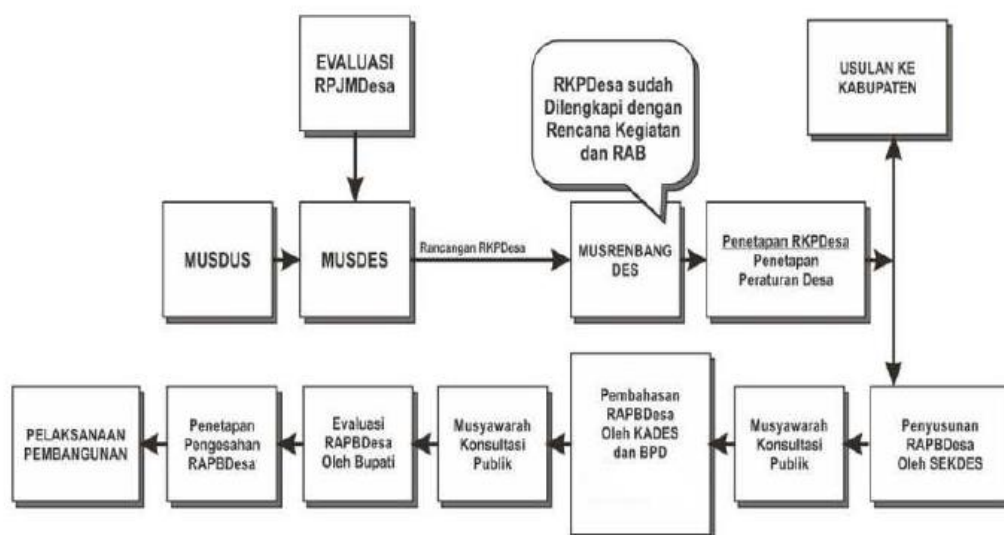 EVALUASI
RPJMDesa
RKPDesa sudah
Dilengkapi dengan
Rencana Kegiatan
dan RAB
USULAN KE
KABUPATEN
MUSDUS
MUSDES
Rancangan RKPDesa
MUSRENBANG
DES
Penetapan RKPDesa
Penetapan
Peraturan Desa
PELAKSANAAN
PEMBANGUNAN
Penetapan
Pengesahan
RAPBDesa
Evaluasi
RAPBDesa
Oleh Bupati
Musyawarah
Konsultasi
Publik
Pembahasan
RAPBDesa
Oleh KADES
dan BPD
Musyawarah
Konsultasi
Publik
Penyusunan
RAPBDesa
Oleh SEKDES